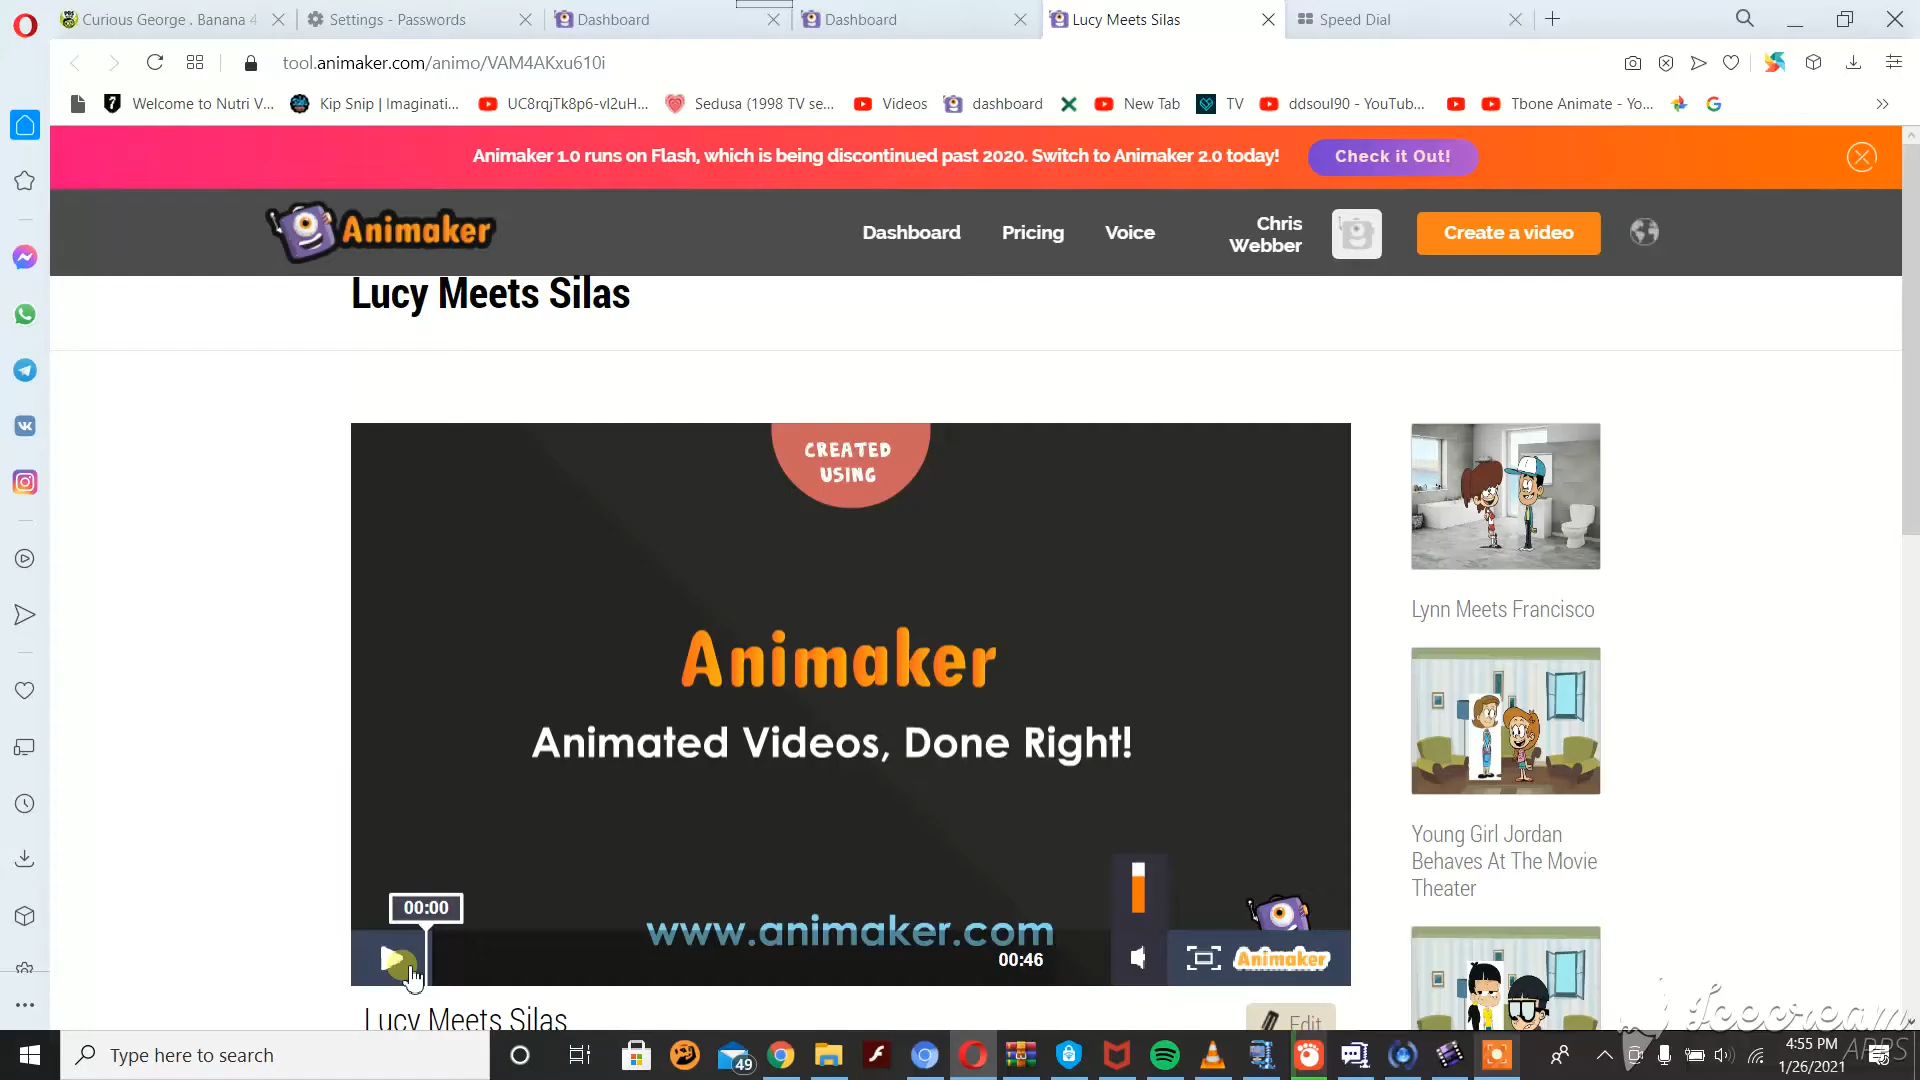 Curious George . Banana 4
Settings - Passwords
Dashboard
Dashboard
Lucy Meets Silas
Speed Dial
tool.animaker.com/animo/VAM4AKxu610i
Welcome to Nutri V...
Kip Snip | Imaginati...
UC8rqjTk8p6-vl2uH...
Sedusa (1998 TV se...
Videos
dashboard
New Tab
TV
ddsoul90 - YouTub...
Tbone Animate - Yo...
Animaker 1.0 runs on Flash, which is being discontinued past 2020. Switch to Animaker 2.0 today!
Check it Out!
Animaker
Dashboard
Pricing
Voice
Chris
Webber
Create a video
Lucy Meets Silas
CREATED
USING
Animaker
Animated Videos, Done Right!
www.animaker.com
00:00
00:46
Animaker
Lynn Meets Francisco
Young Girl Jordan
Behaves At The Movie
Theater
Lucy Meets Silas
Edit
Icecream
APPS
Type here to search
49
4:55 PM
1/26/2021